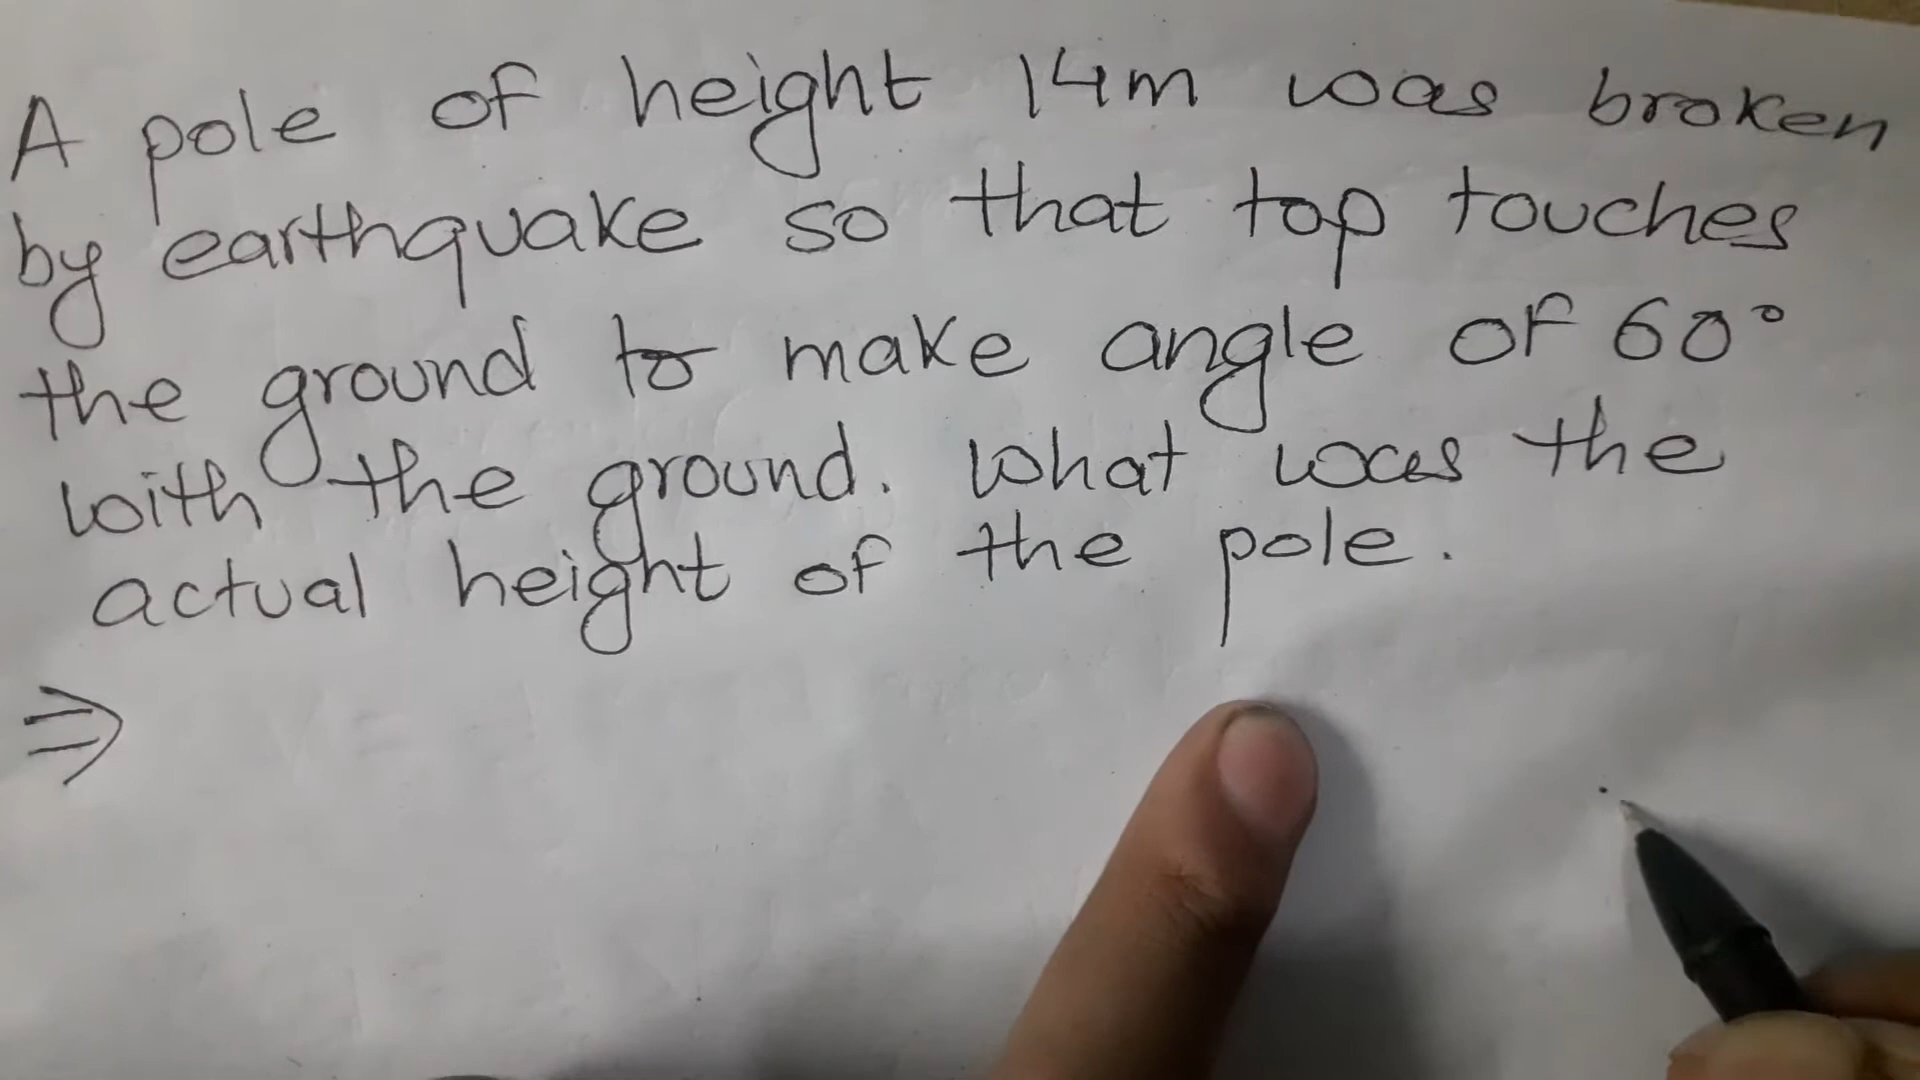 A pole of height 14m was broken
by earthquake so that top touches
the ground to make angle of 60°
with the ground. What was the
actual height of the pole.
⇒